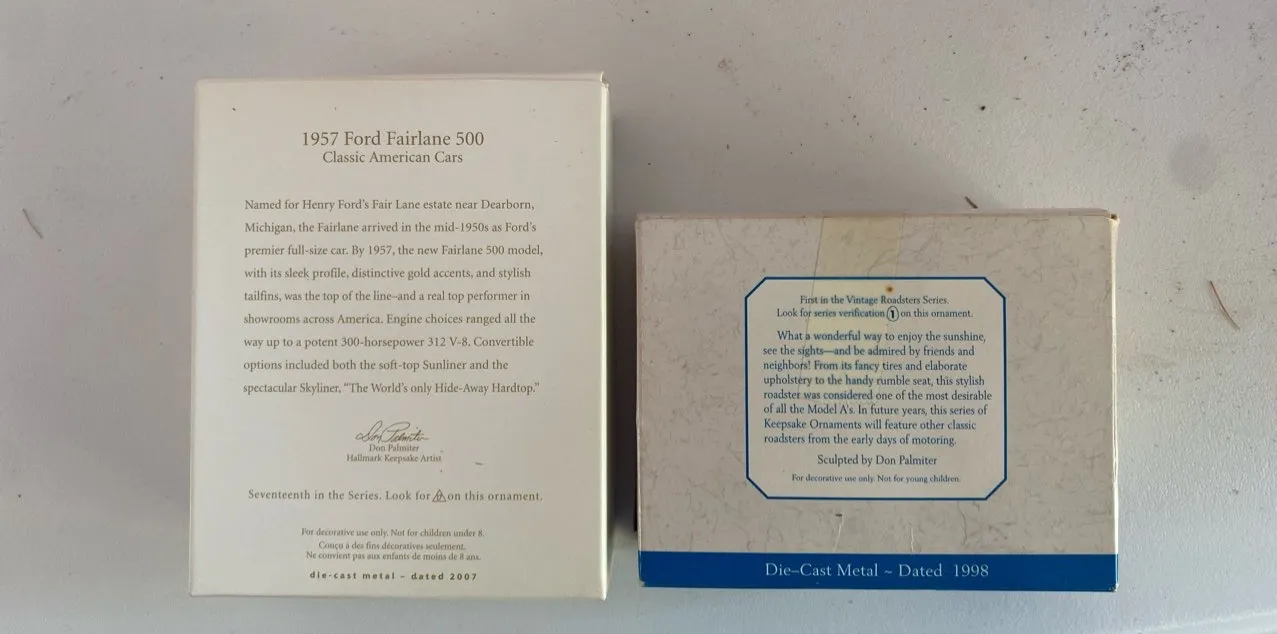 1957 Ford Fairlane 500
Classic American Cars
Named for Henry Ford's Fair Lane estate near Dearborn,
Michigan, the Fairlane arrived in the mid-1950s as Ford's
premier full-size car. By 1957, the new Fairlane 500 model,
with its sleek profile, distinctive gold accents, and stylish
tailfins, was the top of the line–and a real top performer in
showrooms across America. Engine choices ranged all the
way up to a potent 300-horsepower 312 V-8. Convertible
options included both the soft-top Sunliner and the
spectacular Skyliner, "The World's only Hide-Away Hardtop."
Don Palmiter
Don Palmiter
Hallmark Keepsake Artist
Seventeenth in the Series. Look for on this ornament.
For decorative use only. Not for children under 8.
Conçu à des fins décoratives seulement.
Ne convient pas aux enfants de moins de 8 ans.
die-cast metal – dated 2007
First in the Vintage Roadsters Series.
Look for series verification 1 on this ornament.
What a wonderful way to enjoy the sunshine,
see the sights—and be admired by friends and
neighbors! From its fancy tires and elaborate
upholstery to the handy rumble seat, this stylish
roadster was considered one of the most desirable
of all the Model A's. In future years, this series of
Keepsake Ornaments will feature other classic
roadsters from the early days of motoring.
Sculpted by Don Palmiter
For decorative use only. Not for young children.
Die–Cast Metal ~ Dated 1998